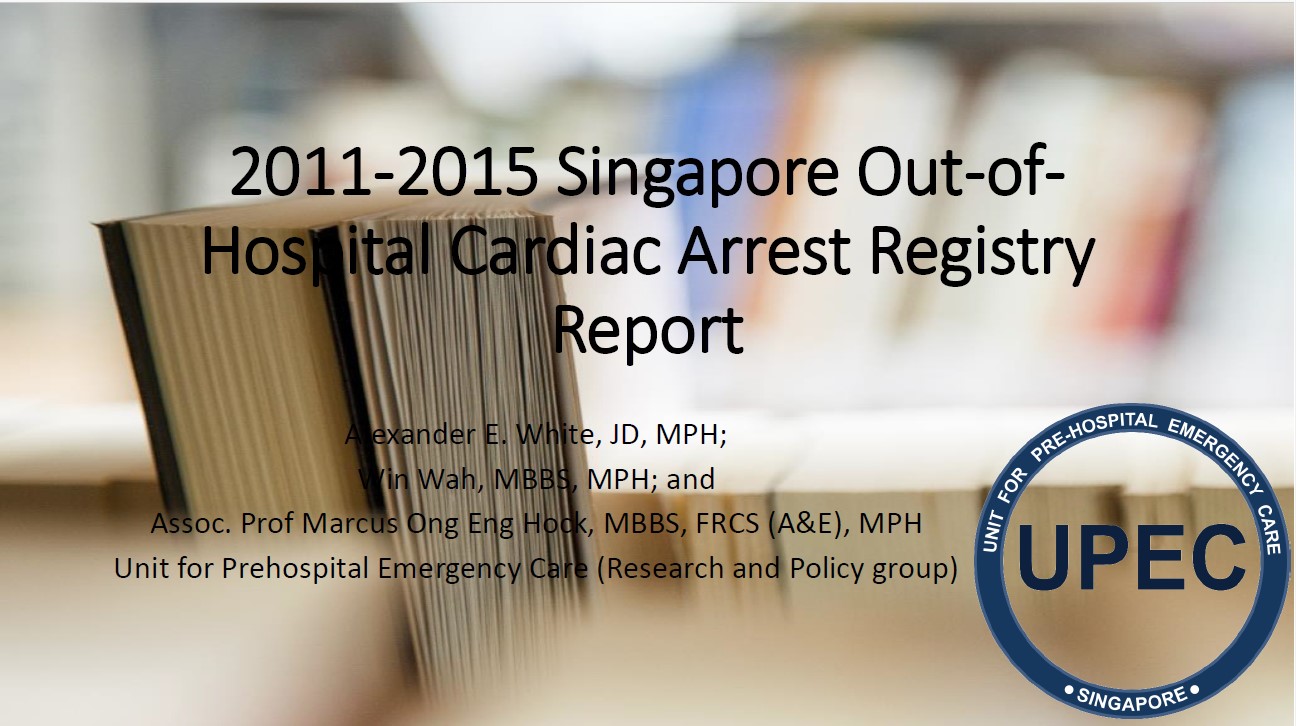 2011-2015 Singapore Out-of-
Hospital Cardiac Arrest Registry
Report
Alexander E. White, JD, MPH;
Win Wah, MBBS, MPH; and
Assoc. Prof Marcus Ong Eng Hock, MBBS, FRCS (A&E), MPH
Unit for Prehospital Emergency Care (Research and Policy group)
UNIT FOR PRE-HOSPITAL EMERGENCY CARE
UPEC
• SINGAPORE •